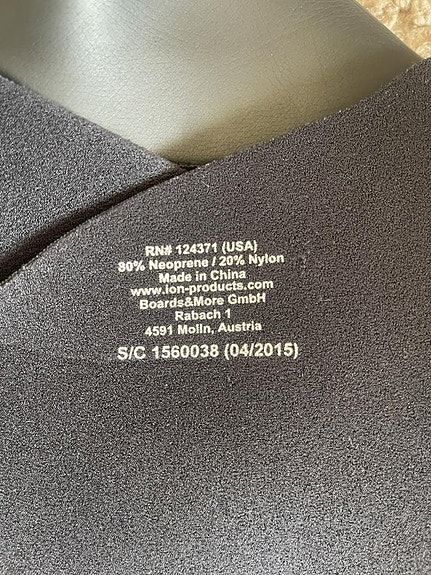 RN# 124371 (USA)
80% Neoprene / 20% Nylon
Made in China
www.ion-products.com
Boards&More GmbH
Rabach 1
4591 Molln, Austria
S/C 1560038 (04/2015)